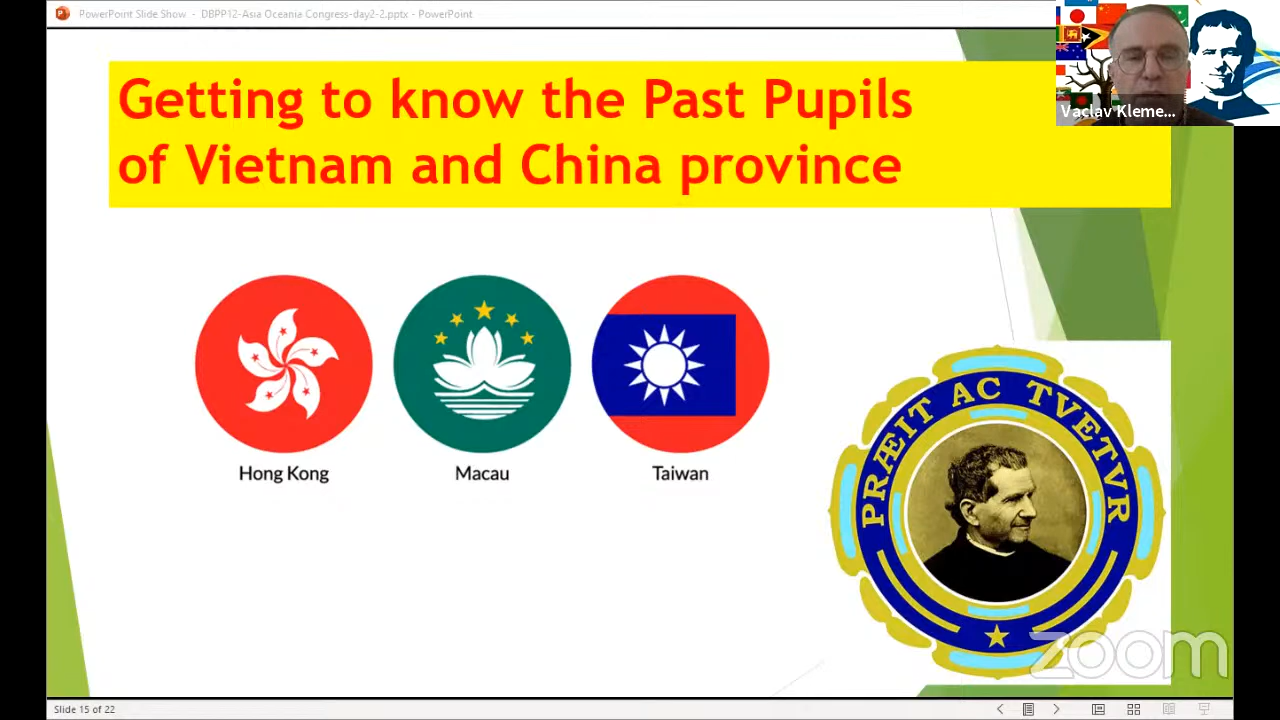 PowerPoint Slide Show - DBPP12-Asia Oceania Congress-day2-2.pptx - PowerPoint
Vaclav Kleme...
Getting to know the Past Pupils
of Vietnam and China province
Hong Kong
Macau
Taiwan
PRÆIT AC TVETVR
zoom
Slide 15 of 22